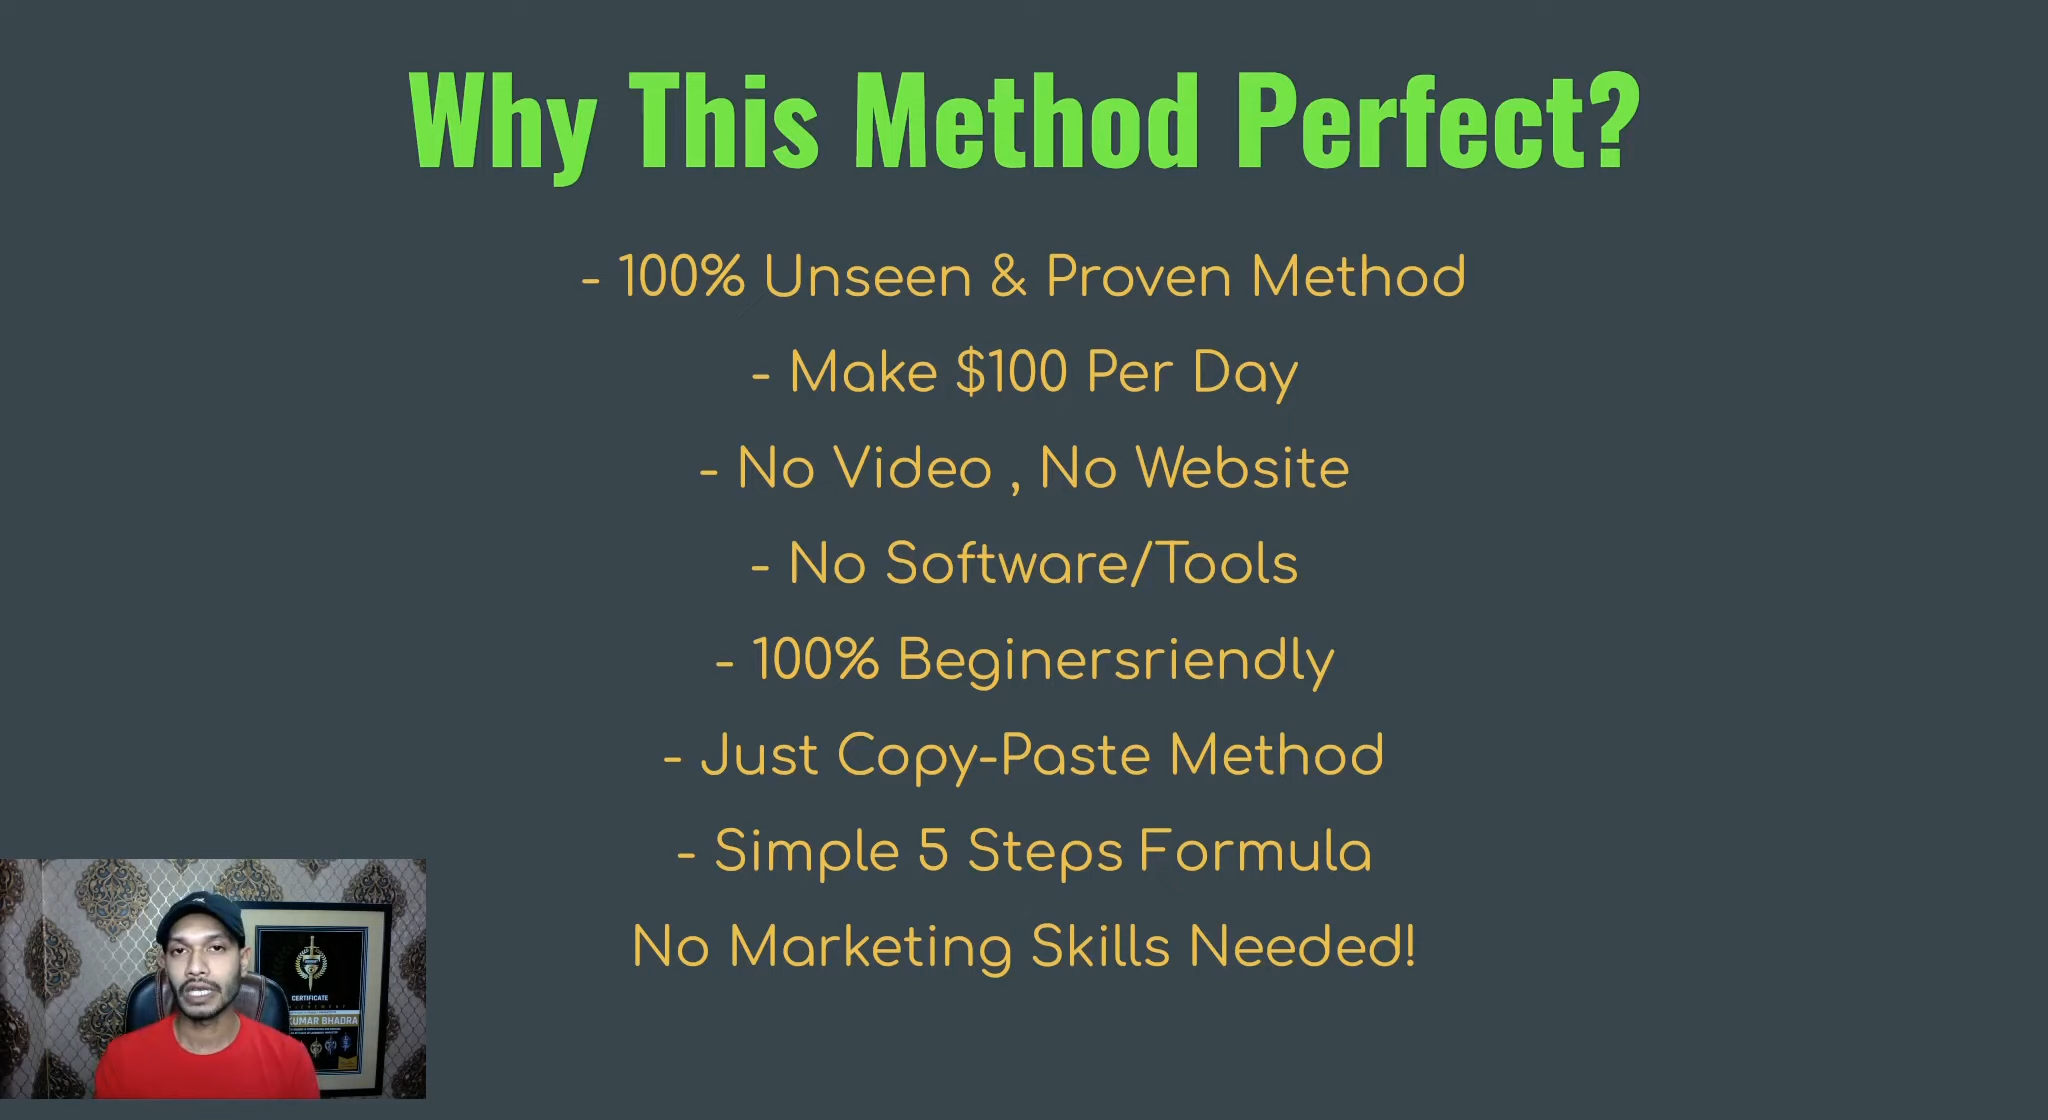 Why This Method Perfect?
- 100% Unseen & Proven Method
- Make $100 Per Day
- No Video , No Website
- No Software/Tools
- 100% Beginersriendly
- Just Copy-Paste Method
- Simple 5 Steps Formula
No Marketing Skills Needed!
CERTIFICATE
KUMAR BHADRA